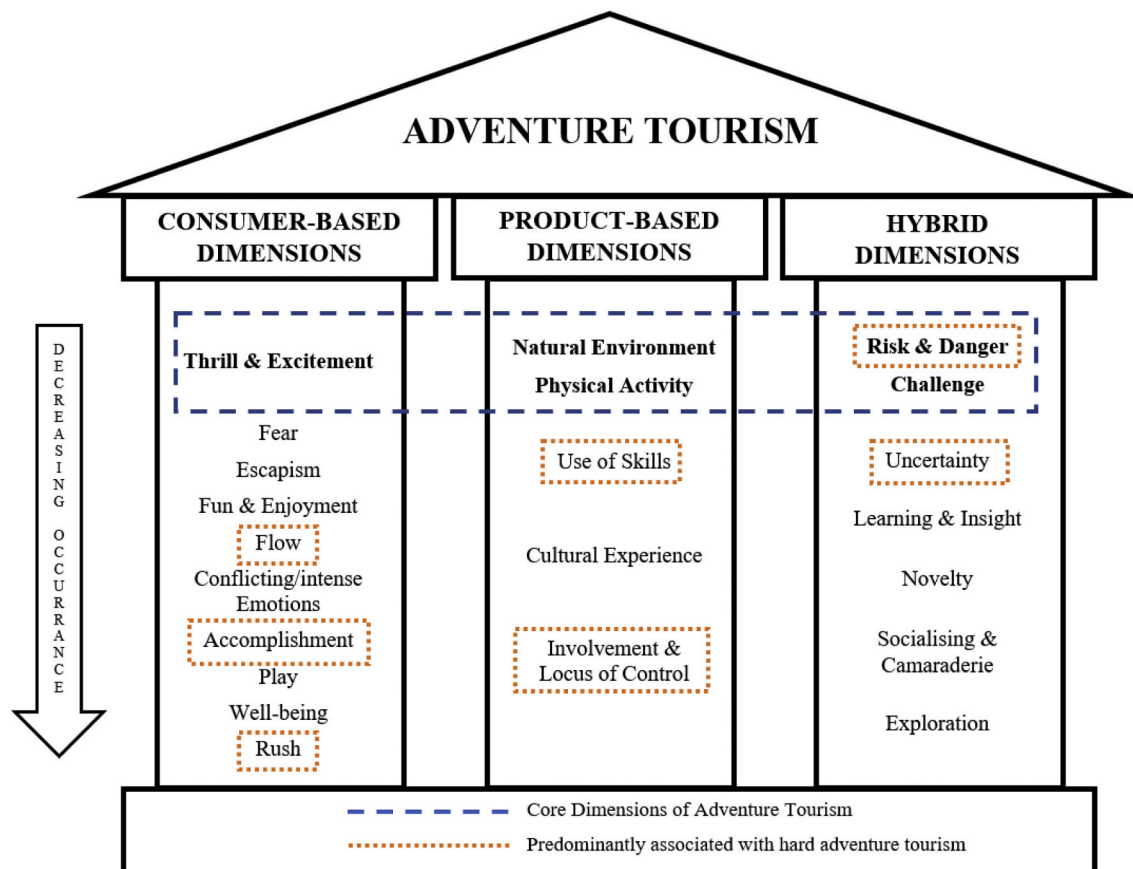 ADVENTURE TOURISM
CONSUMER-BASED
DIMENSIONS
PRODUCT-BASED
DIMENSIONS
HYBRID
DIMENSIONS
DECREASING OCCURRANCE
Thrill & Excitement
Fear
Escapism
Fun & Enjoyment
Flow
Conflicting/intense
Emotions
Accomplishment
Play
Well-being
Rush
Natural Environment
Physical Activity
Use of Skills
Cultural Experience
Involvement &
Locus of Control
Risk & Danger
Challenge
Uncertainty
Learning & Insight
Novelty
Socialising &
Camaraderie
Exploration
Core Dimensions of Adventure Tourism
Predominantly associated with hard adventure tourism